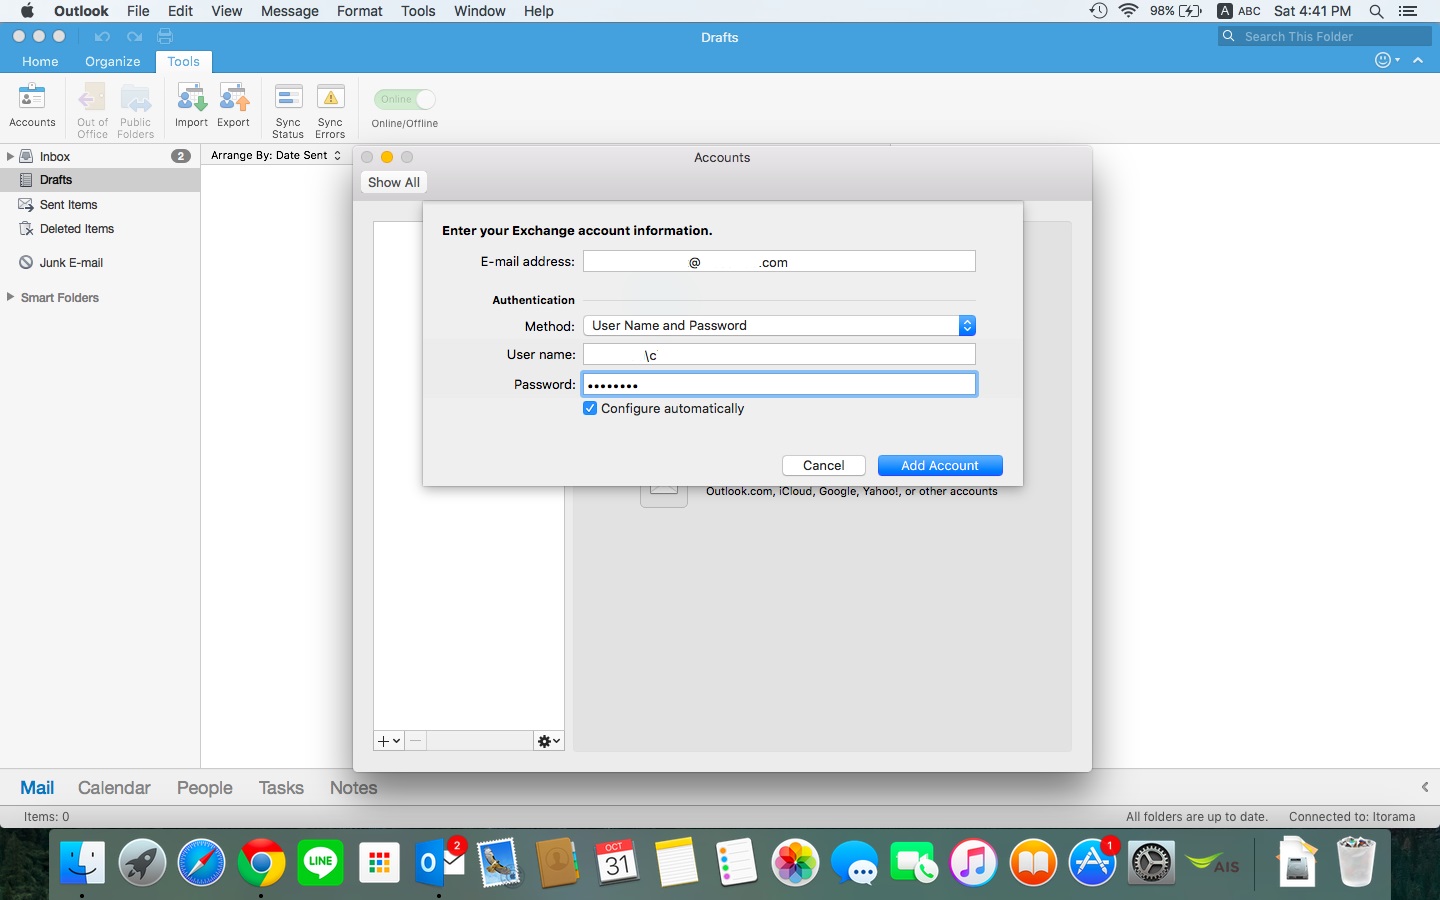 Outlook File Edit View Message Format Tools Window Help 98% A ABC Sat 4:41 PM
Drafts
Search This Folder
Home Organize Tools
Accounts
Out of Office
Public Folders
Import
Export
Sync Status
Sync Errors
Online
Online/Offline
Inbox 2
Drafts
Sent Items
Deleted Items
Junk E-mail
Smart Folders
Arrange By: Date Sent
Accounts
Show All
Enter your Exchange account information.
E-mail address: @ .com
Authentication
Method: User Name and Password
User name: \c
Password: ••••••••
Configure automatically
Cancel Add Account
Outlook.com, iCloud, Google, Yahoo!, or other accounts
Mail Calendar People Tasks Notes
Items: 0
All folders are up to date. Connected to: Itorama
LINE
2
OCT
31
1
AIS